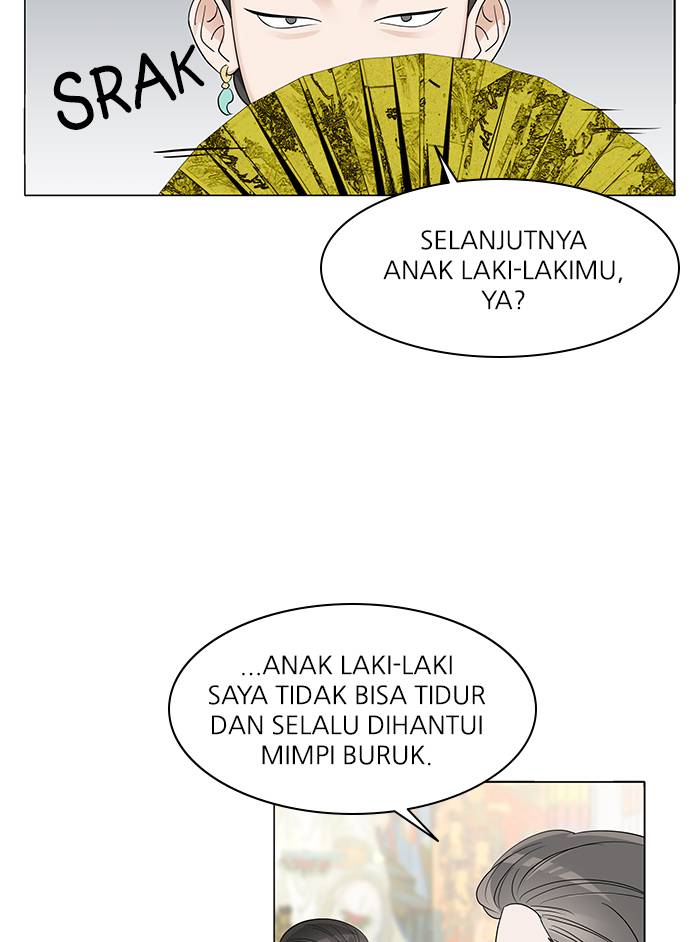 SRAK
SELANJUTNYA
ANAK LAKI-LAKIMU,
YA?
...ANAK LAKI-LAKI
SAYA TIDAK BISA TIDUR
DAN SELALU DIHANTUI
MIMPI BURUK.